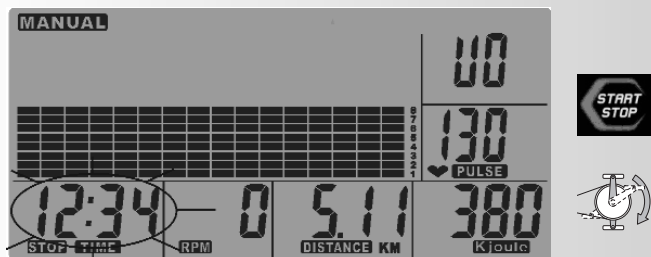 MANUAL
U0
8
7
6
5
4
3
2
1
130
PULSE
12:34
STOP TIME
0
RPM
5.11
DISTANCE KM
380
Kjoule
START
STOP